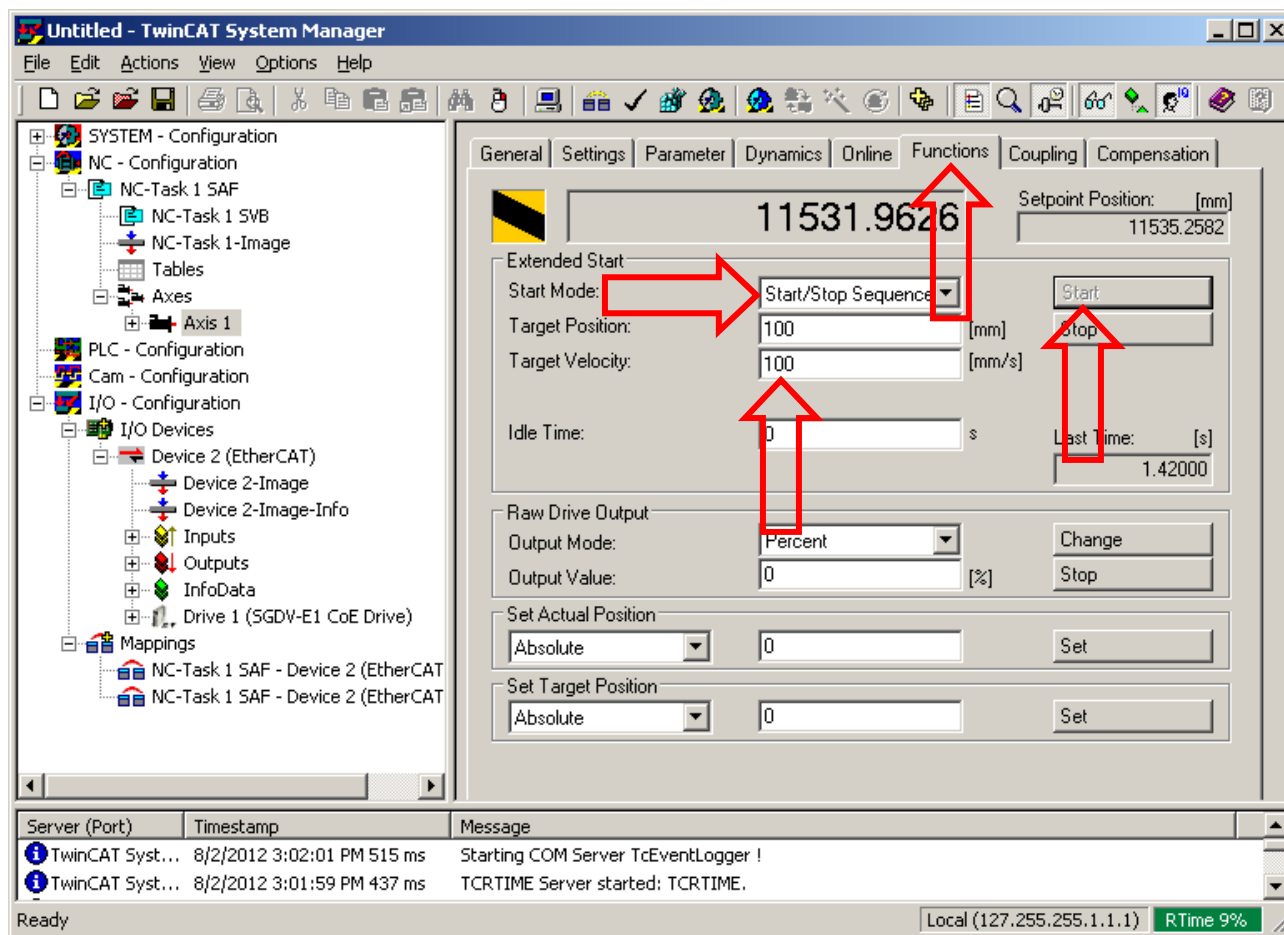 Untitled - TwinCAT System Manager
File Edit Actions View Options Help
SYSTEM - Configuration
NC - Configuration
NC-Task 1 SAF
NC-Task 1 SVB
NC-Task 1-Image
Tables
Axes
Axis 1
PLC - Configuration
Cam - Configuration
I/O - Configuration
I/O Devices
Device 2 (EtherCAT)
Device 2-Image
Device 2-Image-Info
Inputs
Outputs
InfoData
Drive 1 (SGDV-E1 CoE Drive)
Mappings
NC-Task 1 SAF - Device 2 (EtherCAT
NC-Task 1 SAF - Device 2 (EtherCAT
General Settings Parameter Dynamics Online Functions Coupling Compensation
11531.9626
Setpoint Position: [mm]
11535.2582
Extended Start
Start Mode: Start/Stop Sequence Start
Target Position: 100 [mm] Stop
Target Velocity: 100 [mm/s]
Idle Time: 0 s Last Time: [s]
1.42000
Raw Drive Output
Output Mode: Percent Change
Output Value: 0 [%] Stop
Set Actual Position
Absolute 0 Set
Set Target Position
Absolute 0 Set
Server (Port) Timestamp Message
TwinCAT Syst... 8/2/2012 3:02:01 PM 515 ms Starting COM Server TcEventLogger !
TwinCAT Syst... 8/2/2012 3:01:59 PM 437 ms TCRTIME Server started: TCRTIME.
Ready Local (127.255.255.1.1.1) RTime 9%